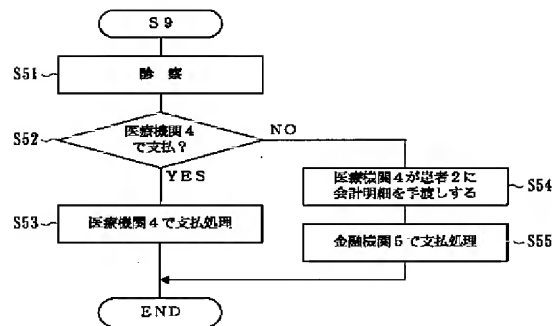 S9
S51
診 察
S52
医療機関4
で支払?
NO
YES
医療機関4が患者2に
会計明細を手渡しする
S54
S53
医療機関4で支払処理
金融機関5で支払処理
S55
END